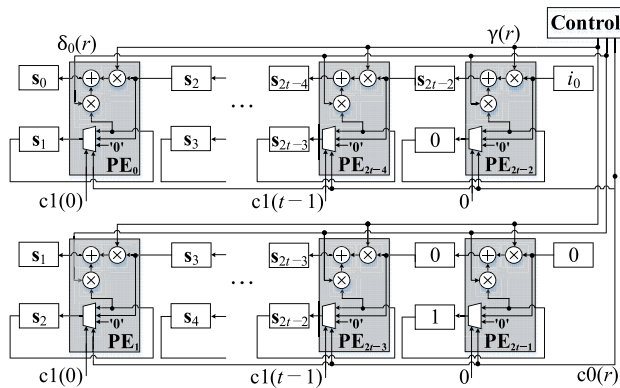 Control
δ₀(r) γ(r)
s₀ s₂ s₂ₜ₋₄ s₂ₜ₋₂ i₀
...
s₁ '0' s₃ s₂ₜ₋₃ '0' 0 '0'
PE₀ PE₂ₜ₋₄ PE₂ₜ₋₂
c1(0) c1(t−1) 0
s₁ s₃ s₂ₜ₋₃ 0 0
...
s₂ '0' s₄ s₂ₜ₋₂ '0' 1 '0'
PE₁ PE₂ₜ₋₃ PE₂ₜ₋₁
c1(0) c1(t−1) 0 c0(r)